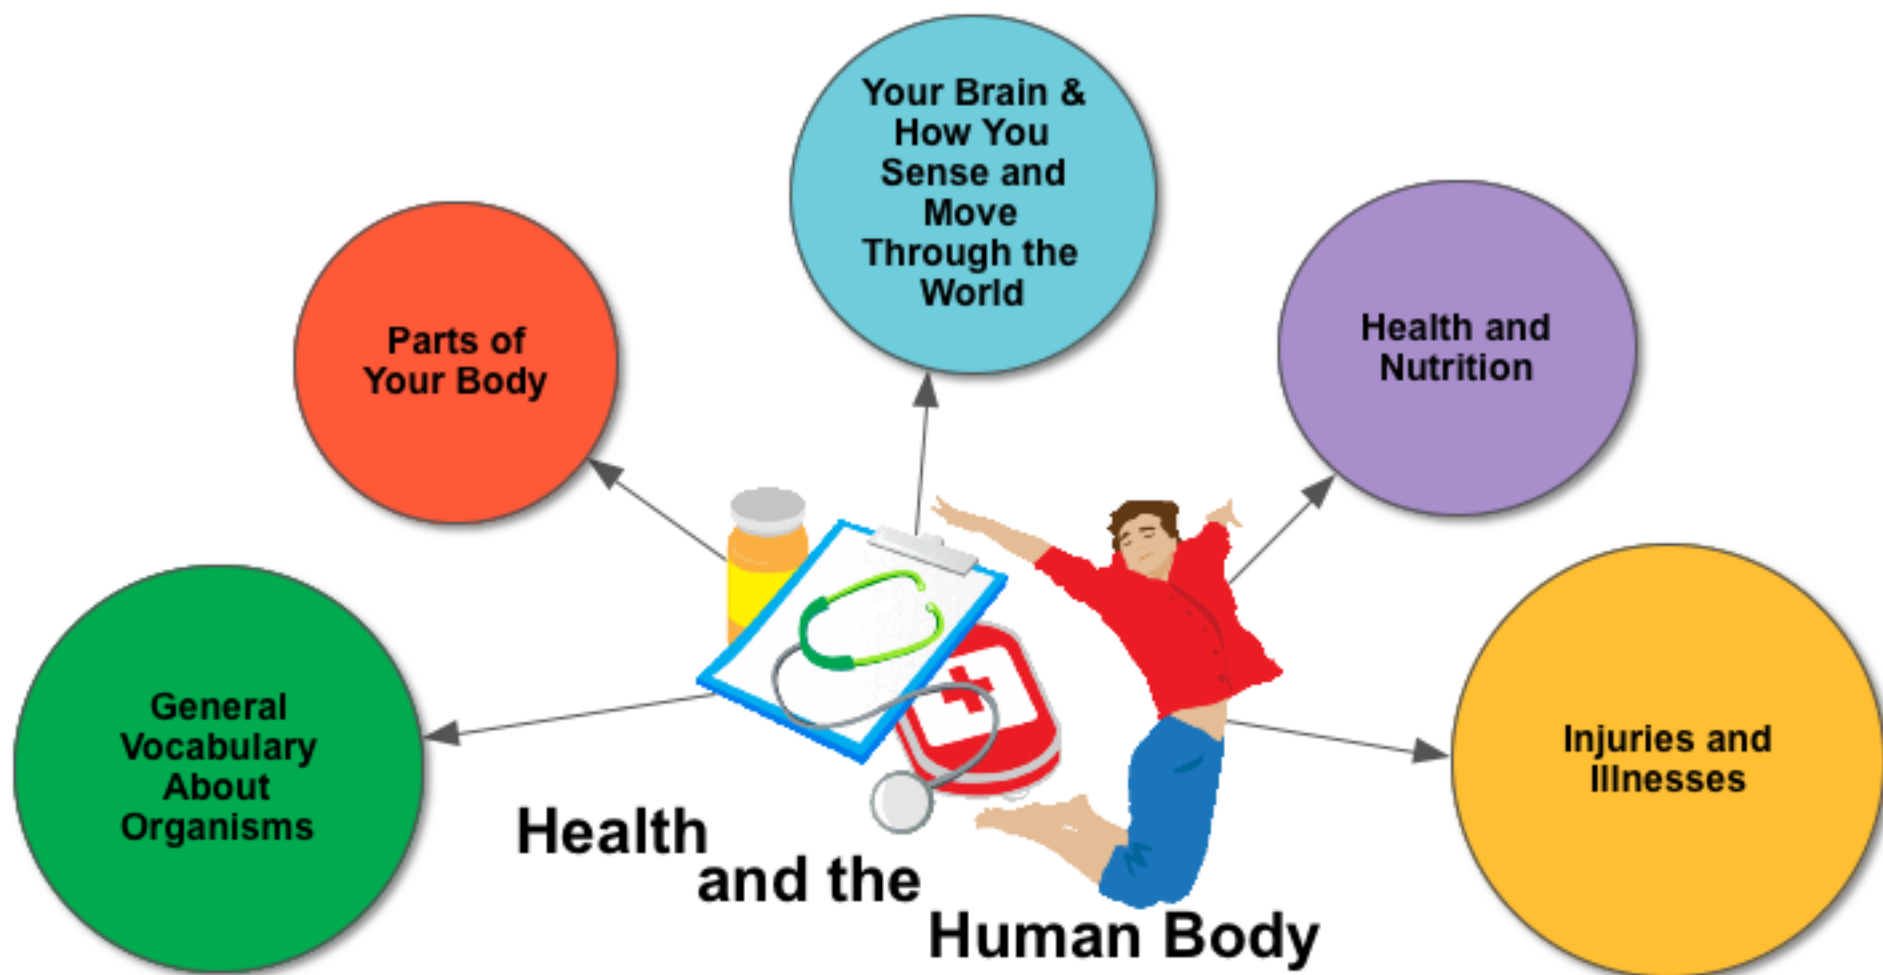 Your Brain &
How You
Sense and
Move
Through the
World
Parts of
Your Body
Health and
Nutrition
General
Vocabulary
About
Organisms
Injuries and
Illnesses
Health
and the
Human Body